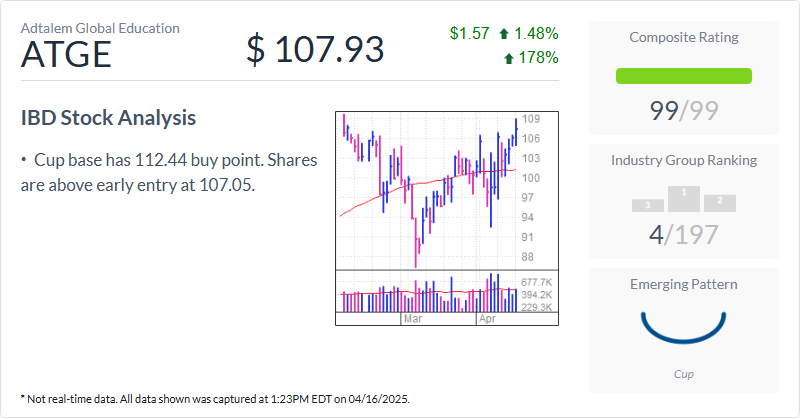 Adtalem Global Education
ATGE
$ 107.93
$1.57 1.48%
178%
IBD Stock Analysis
• Cup base has 112.44 buy point. Shares
are above early entry at 107.05.
109
106
103
100
97
94
91
88
677.7K
394.2K
229.3K
Mar
Apr
Composite Rating
99/99
Industry Group Ranking
3
1
2
4/197
Emerging Pattern
Cup
* Not real-time data. All data shown was captured at 1:23PM EDT on 04/16/2025.